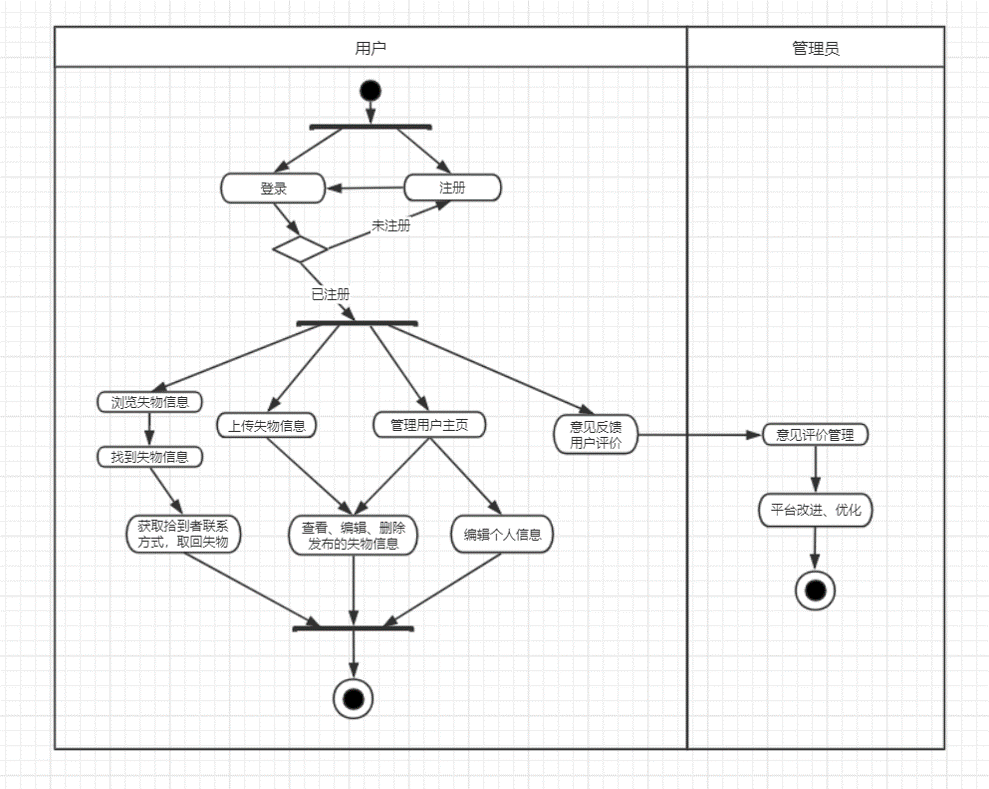 用户
管理员
登录
注册
未注册
已注册
浏览失物信息
上传失物信息
管理用户主页
意见反馈
用户评价
意见评价管理
找到失物信息
平台改进、优化
获取拾到者联系
方式，取回失物
查看、编辑、删除
发布的失物信息
编辑个人信息